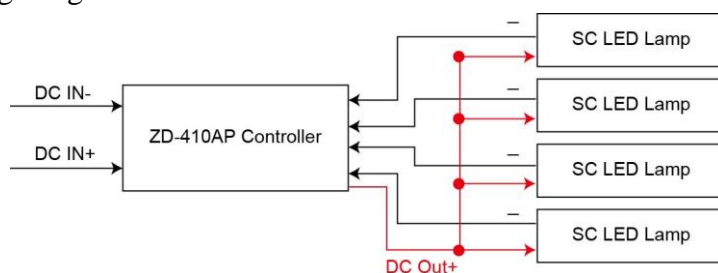 −
SC LED Lamp
DC IN-
−
SC LED Lamp
ZD-410AP Controller
DC IN+
−
SC LED Lamp
−
SC LED Lamp
DC Out+